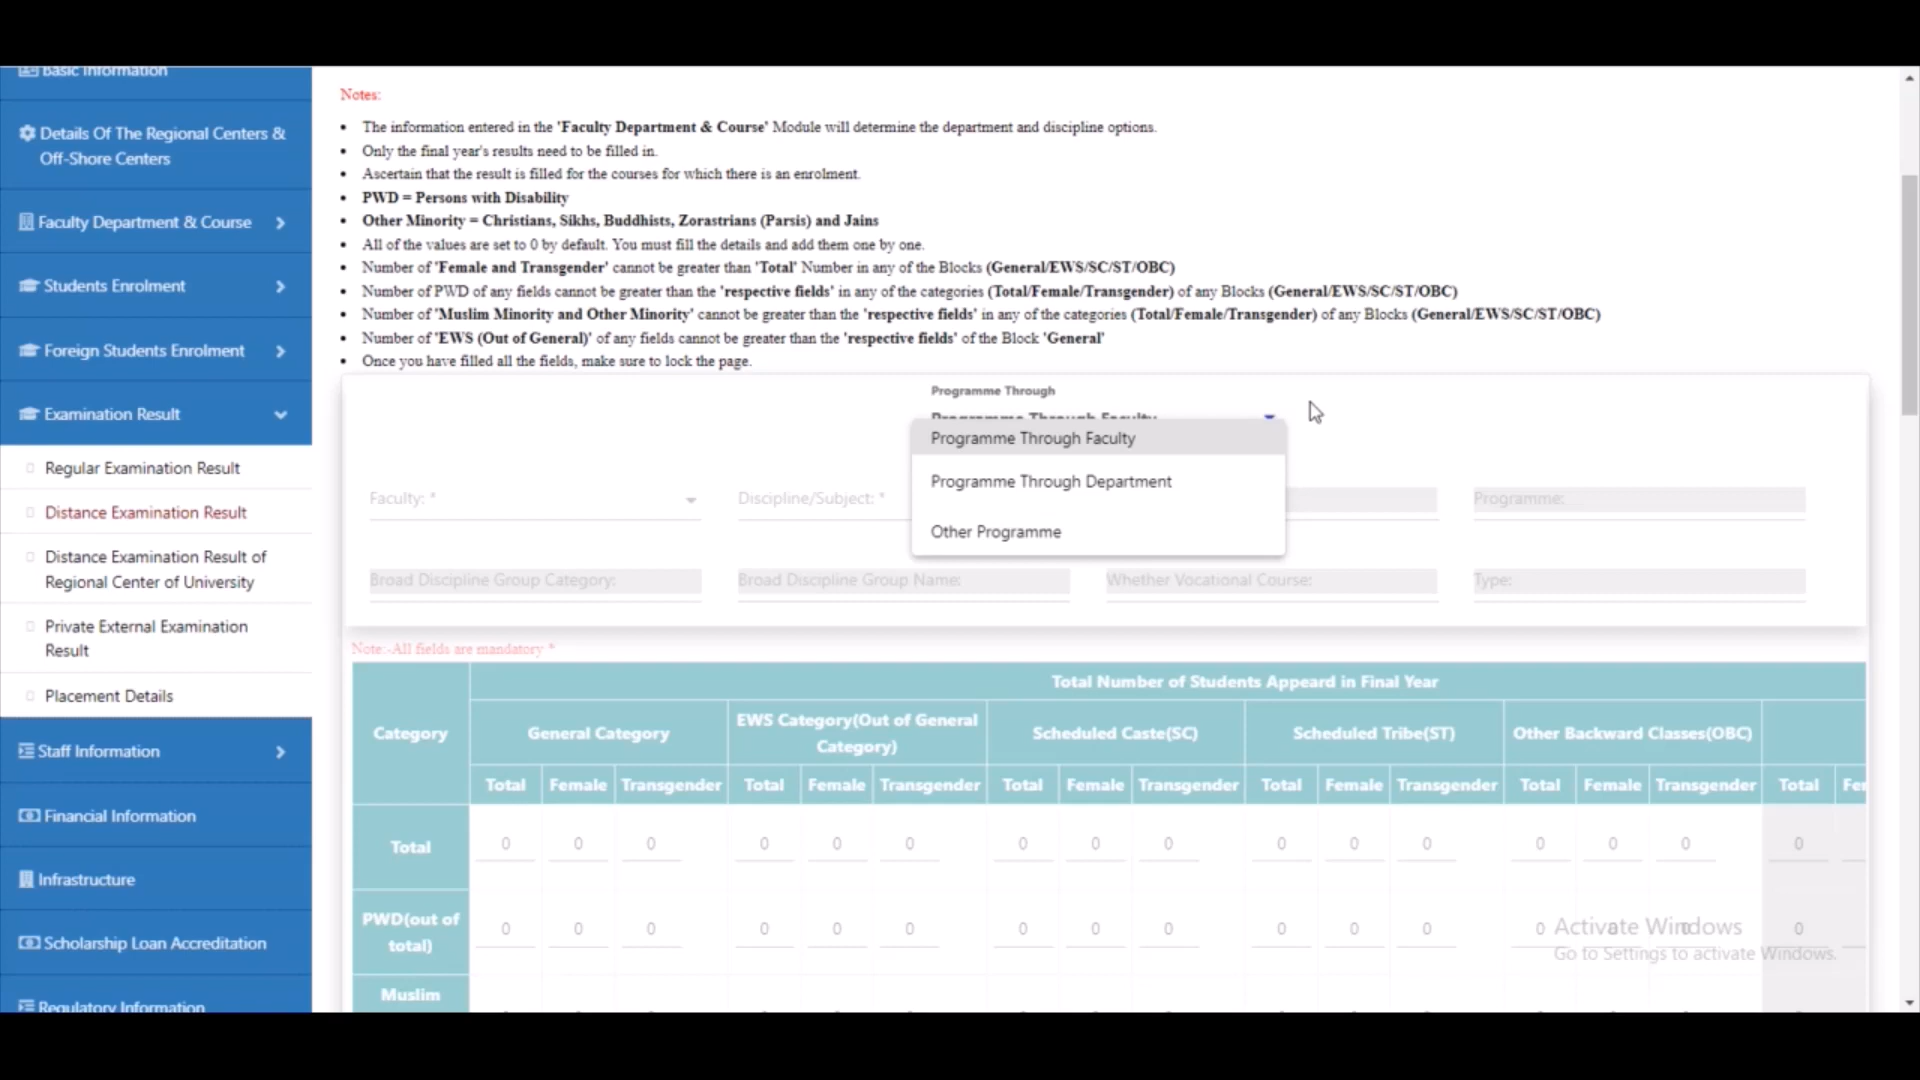 Basic Information
Details Of The Regional Centers &
Off-Shore Centers
Faculty Department & Course
Students Enrolment
Foreign Students Enrolment
Examination Result
Regular Examination Result
Distance Examination Result
Distance Examination Result of
Regional Center of University
Private External Examination
Result
Placement Details
Staff Information
Financial Information
Infrastructure
Scholarship Loan Accreditation
Regulatory Information
Notes:
The information entered in the 'Faculty Department & Course' Module will determine the department and discipline options.
Only the final year's results need to be filled in.
Ascertain that the result is filled for the courses for which there is an enrolment.
PWD = Persons with Disability
Other Minority = Christians, Sikhs, Buddhists, Zorastrians (Parsis) and Jains
All of the values are set to 0 by default. You must fill the details and add them one by one.
Number of 'Female and Transgender' cannot be greater than 'Total' Number in any of the Blocks (General/EWS/SC/ST/OBC)
Number of PWD of any fields cannot be greater than the 'respective fields' in any of the categories (Total/Female/Transgender) of any Blocks (General/EWS/SC/ST/OBC)
Number of 'Muslim Minority and Other Minority' cannot be greater than the 'respective fields' in any of the categories (Total/Female/Transgender) of any Blocks (General/EWS/SC/ST/OBC)
Number of 'EWS (Out of General)' of any fields cannot be greater than the 'respective fields' of the Block 'General'
Once you have filled all the fields, make sure to lock the page.
Programme Through
Programme Through Faculty
Programme Through Faculty
Programme Through Department
Other Programme
Faculty: * Discipline/Subject: * Programme:
Broad Discipline Group Category: Broad Discipline Group Name: Whether Vocational Course: Type:
Note:-All fields are mandatory *
Total Number of Students Appeard in Final Year
Category General Category EWS Category(Out of General Category) Scheduled Caste(SC) Scheduled Tribe(ST) Other Backward Classes(OBC)
Total Female Transgender Total Female Transgender Total Female Transgender Total Female Transgender Total Female Transgender Total
Total 0 0 0 0 0 0 0 0 0 0 0 0 0 0 0 0
PWD(out of total) 0 0 0 0 0 0 0 0 0 0 0 0 0 0 0 0
Muslim
Activate Windows
Go to Settings to activate Windows.